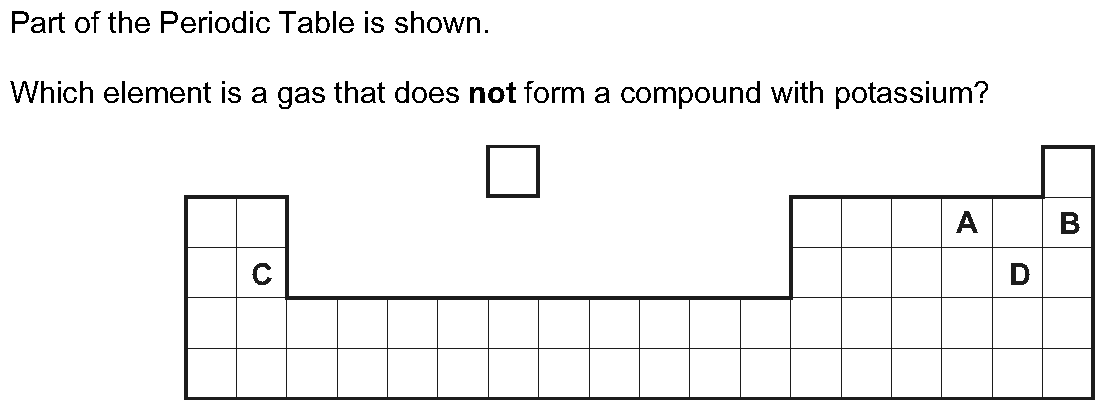 Part of the Periodic Table is shown.
Which element is a gas that does not form a compound with potassium?
A
B
C
D